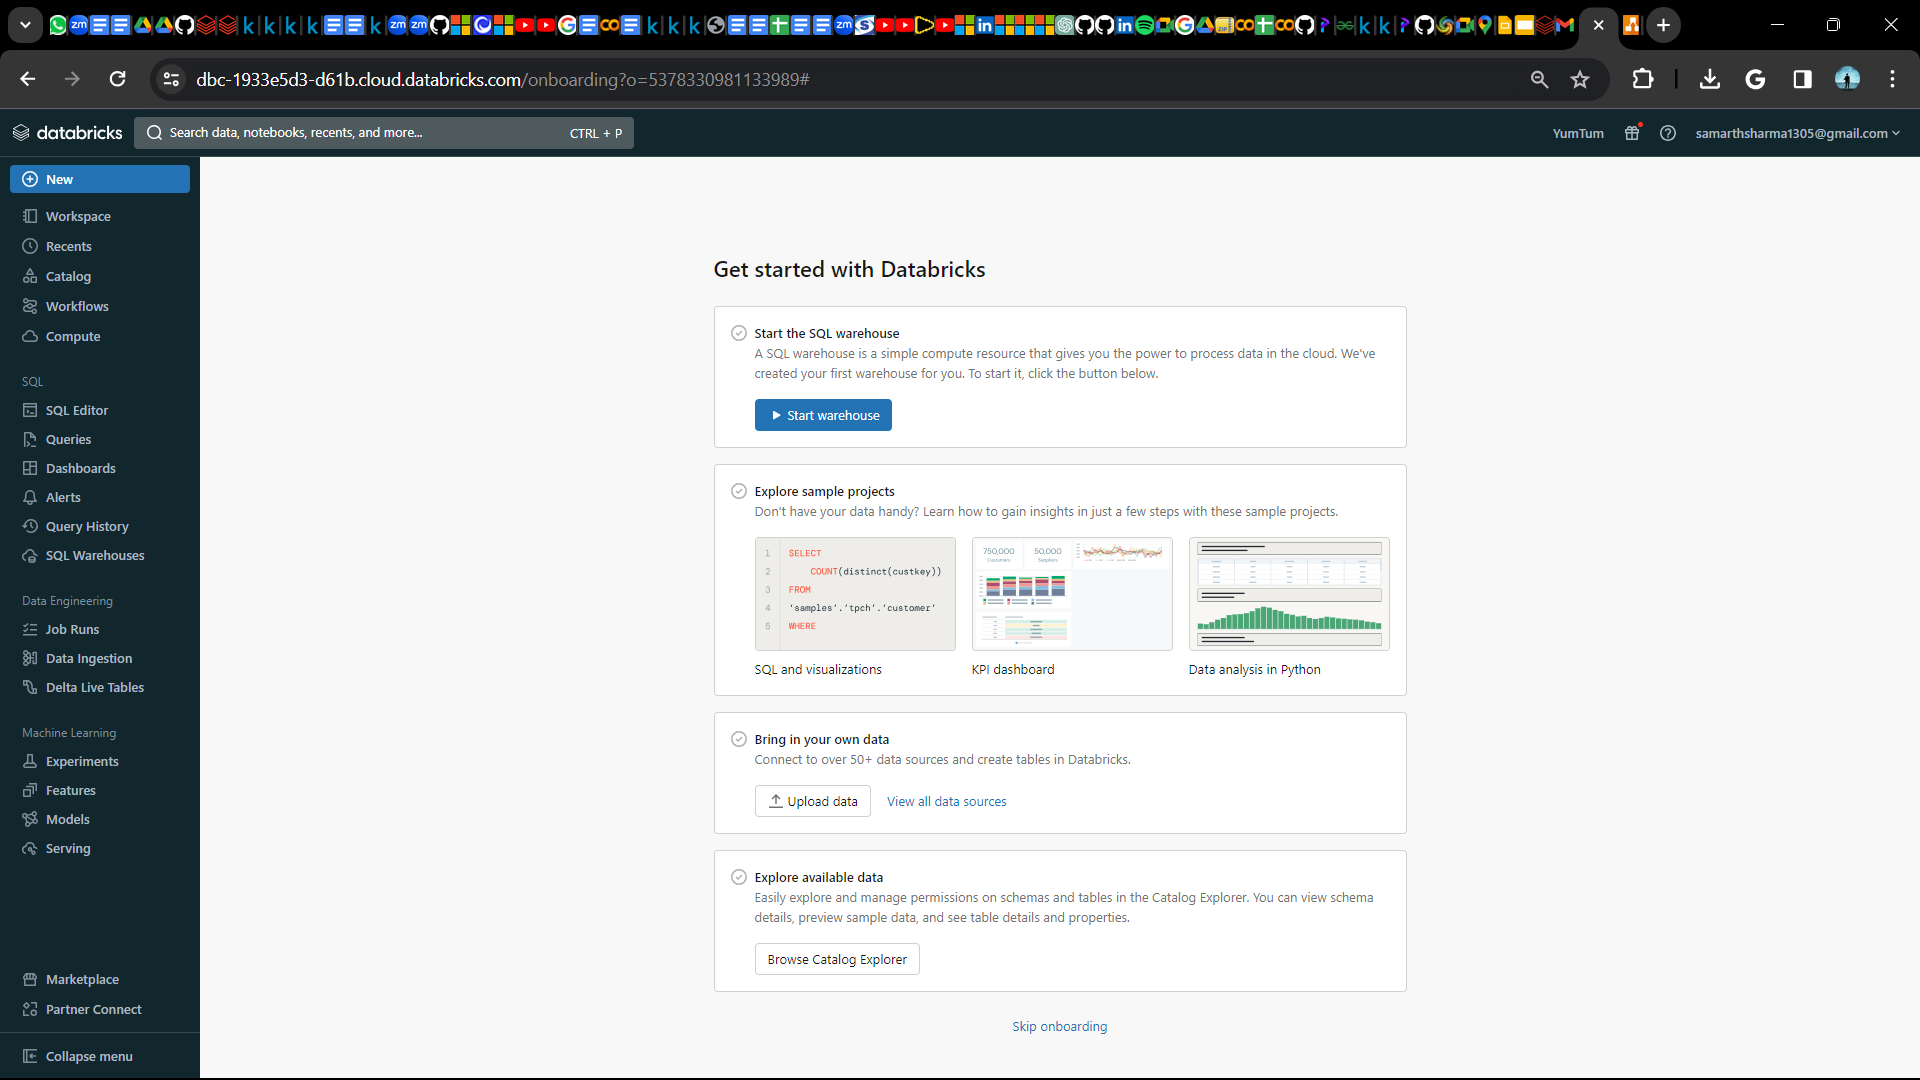 dbc-1933e5d3-d61b.cloud.databricks.com/onboarding?o=5378330981133989#
databricks
Search data, notebooks, recents, and more...
CTRL + P
YumTum
samarthsharma1305@gmail.com
New
Workspace
Recents
Catalog
Workflows
Compute
SQL
SQL Editor
Queries
Dashboards
Alerts
Query History
SQL Warehouses
Data Engineering
Job Runs
Data Ingestion
Delta Live Tables
Machine Learning
Experiments
Features
Models
Serving
Marketplace
Partner Connect
Collapse menu
Get started with Databricks
Start the SQL warehouse
A SQL warehouse is a simple compute resource that gives you the power to process data in the cloud. We've
created your first warehouse for you. To start it, click the button below.
Start warehouse
Explore sample projects
Don't have your data handy? Learn how to gain insights in just a few steps with these sample projects.
1 SELECT
2 COUNT(distinct(custkey))
3 FROM
4 ‘samples’.‘tpch’.‘customer’
5 WHERE
750,000
Customers
50,000
Suppliers
SQL and visualizations
KPI dashboard
Data analysis in Python
Bring in your own data
Connect to over 50+ data sources and create tables in Databricks.
Upload data
View all data sources
Explore available data
Easily explore and manage permissions on schemas and tables in the Catalog Explorer. You can view schema
details, preview sample data, and see table details and properties.
Browse Catalog Explorer
Skip onboarding